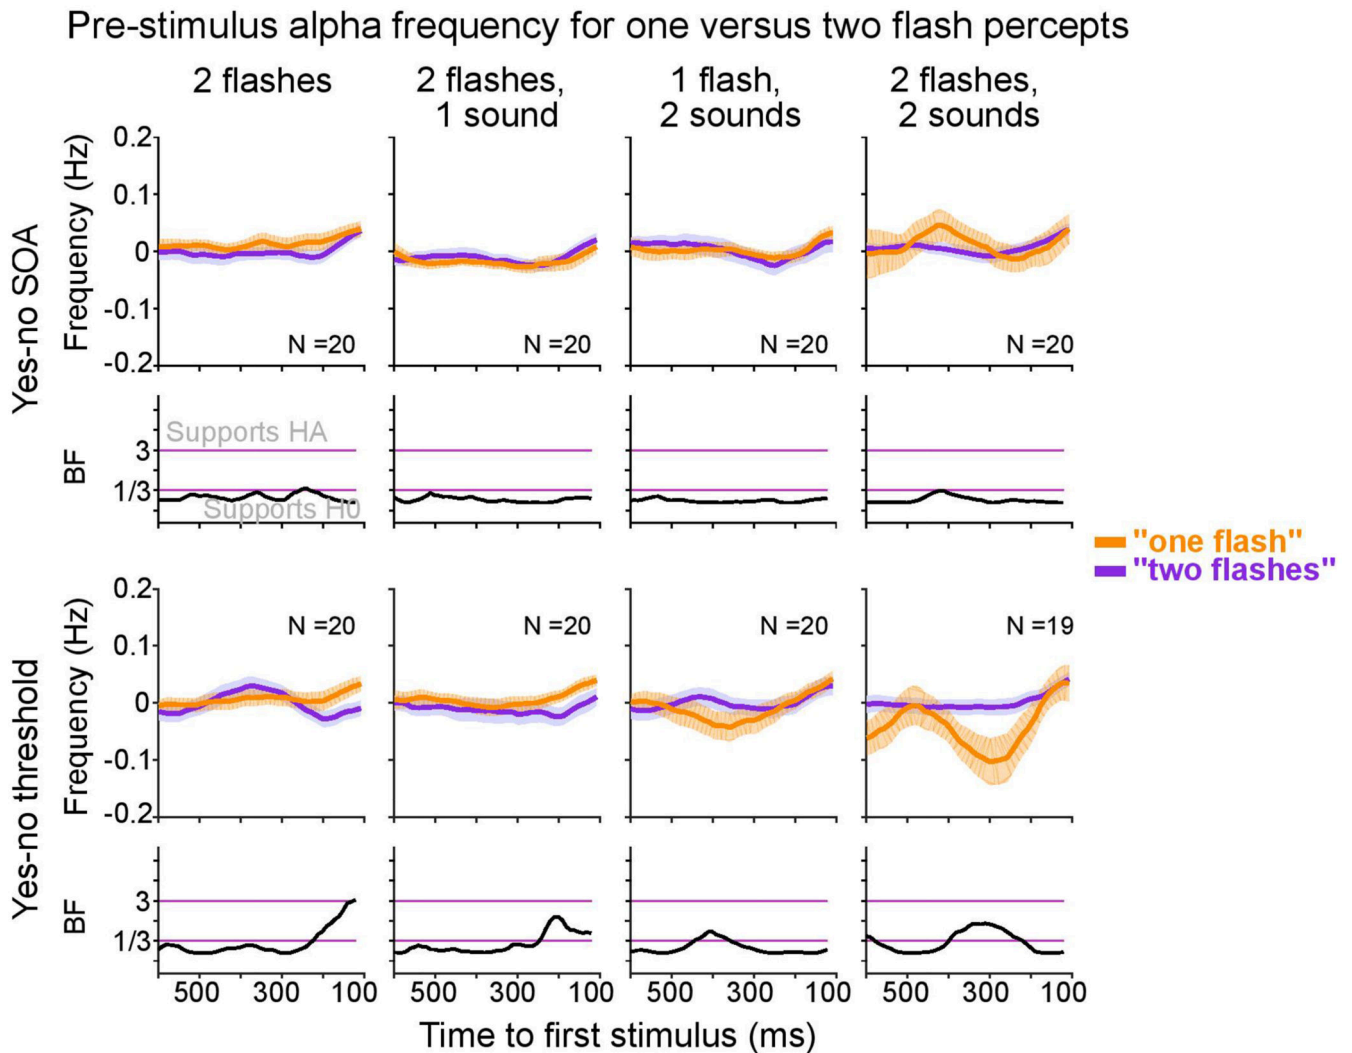 Pre-stimulus alpha frequency for one versus two flash percepts
2 flashes
2 flashes,
1 sound
1 flash,
2 sounds
2 flashes,
2 sounds
Yes-no SOA
Frequency (Hz)
0.2
0.1
0
-0.1
-0.2
N =20
N =20
N =20
N =20
BF
3
1/3
Supports HA
Supports H0
"one flash"
"two flashes"
Yes-no threshold
Frequency (Hz)
0.2
0.1
0
-0.1
-0.2
N =20
N =20
N =20
N =19
BF
3
1/3
500 300 100
500 300 100
500 300 100
500 300 100
Time to first stimulus (ms)